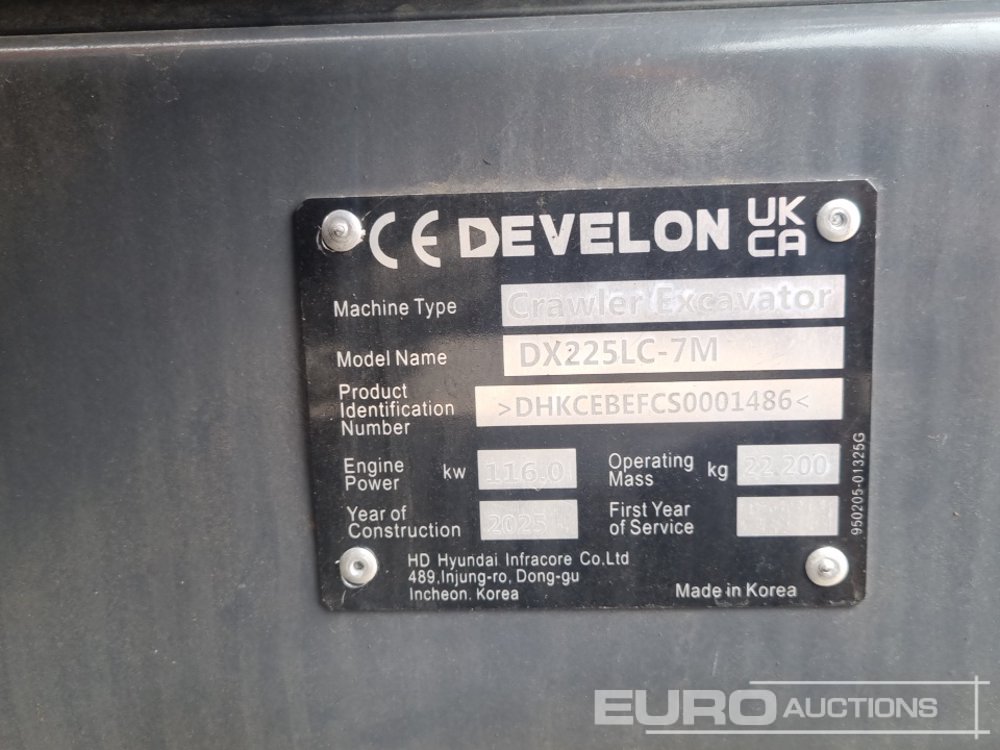 CE DEVELON UK
CA
Machine Type Crawler Excavator
Model Name DX225LC-7M
Product
Identification
Number >DHKCEBEFCS0001486<
Engine
Power kw 116.0
Operating
Mass kg 22,200
Year of
Construction 2023
First Year
of Service
950205-01325G
HD Hyundai Infracore Co.Ltd
489,Injung-ro, Dong-gu
Incheon. Korea
Made in Korea
EURO AUCTIONS